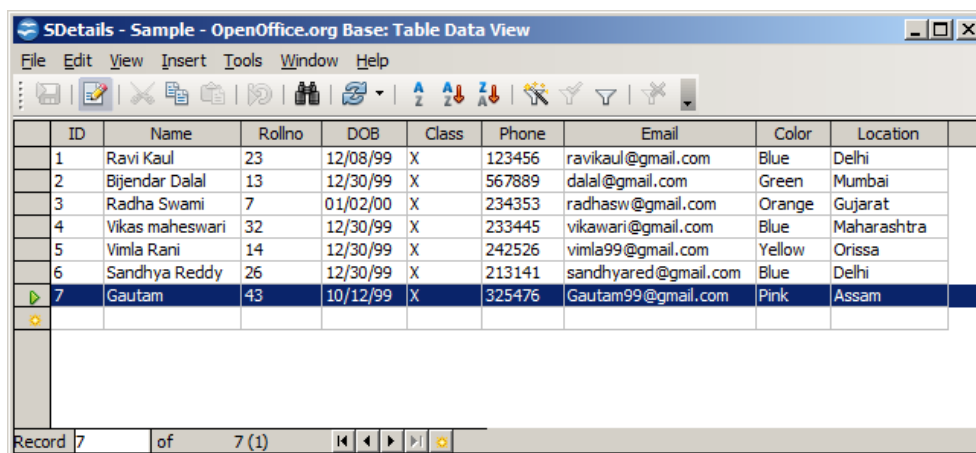 SDetails - Sample - OpenOffice.org Base: Table Data View
File Edit View Insert Tools Window Help
ID Name Rollno DOB Class Phone Email Color Location
1 Ravi Kaul 23 12/08/99 X 123456 ravikaul@gmail.com Blue Delhi
2 Bijendar Dalal 13 12/30/99 X 567889 dalal@gmail.com Green Mumbai
3 Radha Swami 7 01/02/00 X 234353 radhasw@gmail.com Orange Gujarat
4 Vikas maheswari 32 12/30/99 X 233445 vikawari@gmail.com Blue Maharashtra
5 Vimla Rani 14 12/30/99 X 242526 vimla99@gmail.com Yellow Orissa
6 Sandhya Reddy 26 12/30/99 X 213141 sandhyared@gmail.com Blue Delhi
7 Gautam 43 10/12/99 X 325476 Gautam99@gmail.com Pink Assam
Record 7 of 7 (1)